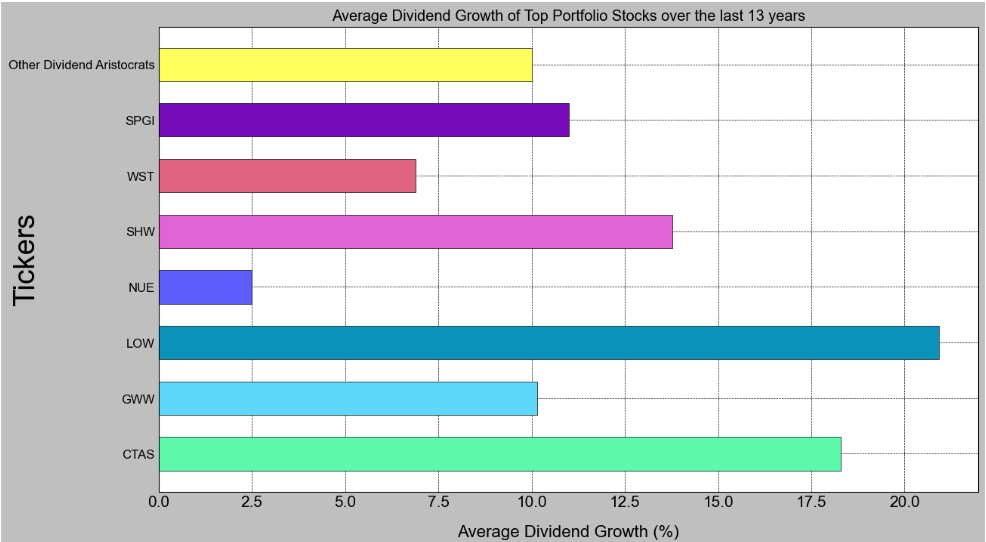 Average Dividend Growth of Top Portfolio Stocks over the last 13 years
Other Dividend Aristocrats
SPGI
WST
SHW
NUE
LOW
GWW
CTAS
Tickers
0.0 2.5 5.0 7.5 10.0 12.5 15.0 17.5 20.0
Average Dividend Growth (%)